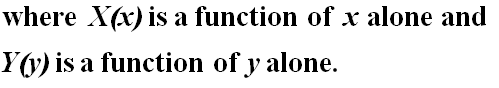 where X(x) is a function of x alone and
Y(y) is a function of y alone.